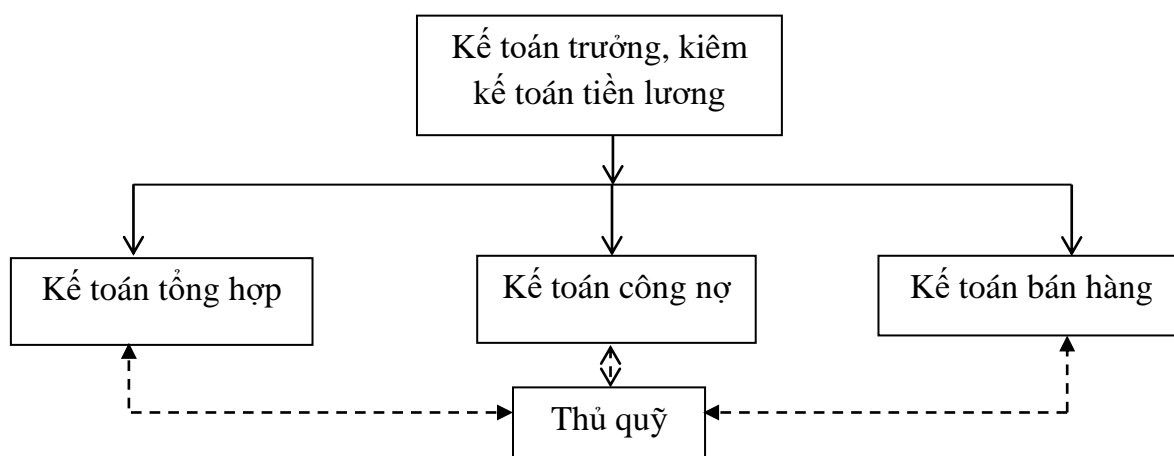 Kế toán trưởng, kiêm
kế toán tiền lương
Kế toán tổng hợp
Kế toán công nợ
Kế toán bán hàng
Thủ quỹ